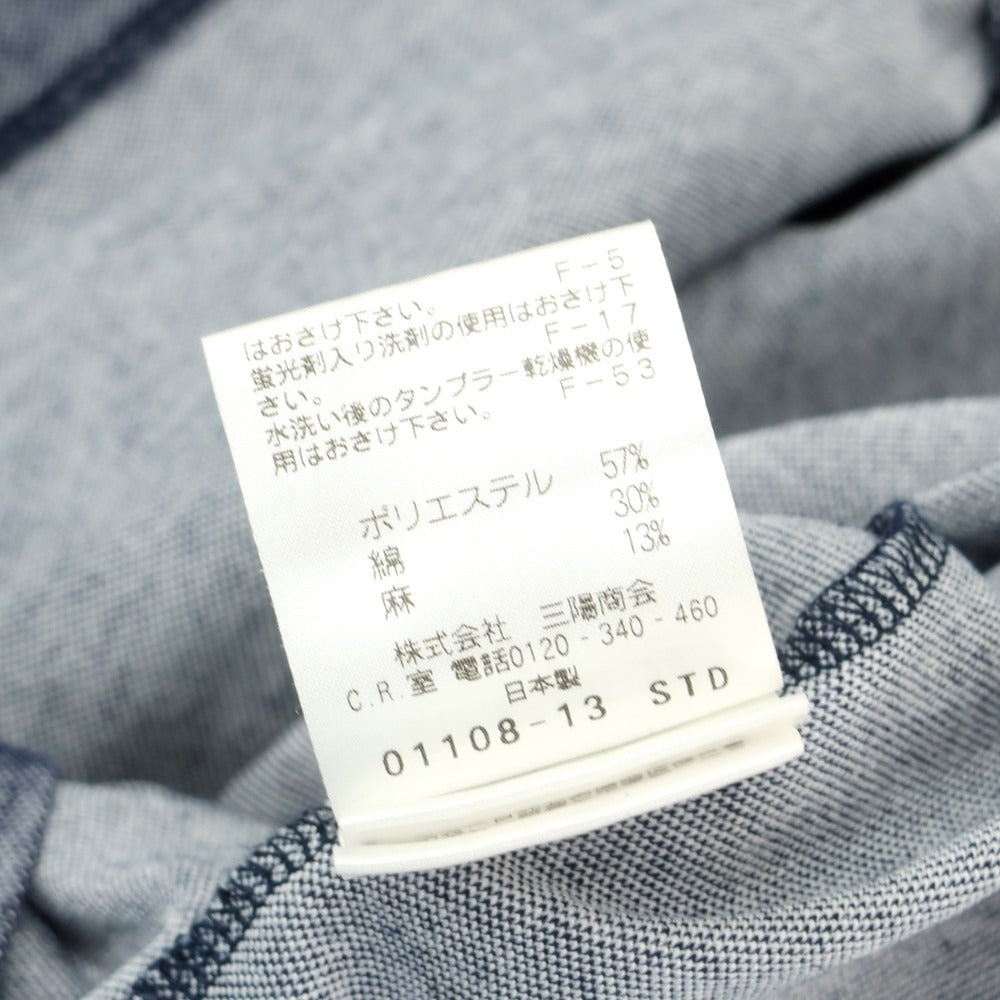 F-5
はおさけ下さい。
蛍光剤入り洗剤の使用はおさけ下
さい。 F-17
水洗い後のタンブラー乾燥機の使
用はおさけ下さい。 F-53
ポリエステル 57%
綿 30%
麻 13%
株式会社 三陽商会
C.R.室 電話0120-340-460
日本製
01108-13 STD